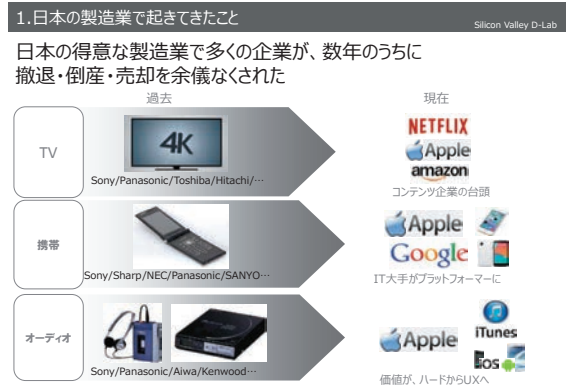 1.日本の製造業で起きてきたこと
Silicon Valley D-Lab
日本の得意な製造業で多くの企業が、数年のうちに
撤退・倒産・売却を余儀なくされた
過去
現在
TV
4K
Sony/Panasonic/Toshiba/Hitachi/…
NETFLIX
Apple
amazon
コンテンツ企業の台頭
携帯
Sony/Sharp/NEC/Panasonic/SANYO…
Apple
Google
IT大手がプラットフォーマーに
オーディオ
Sony/Panasonic/Aiwa/Kenwood…
Apple
iTunes
ios
価値が、ハードからUXへ